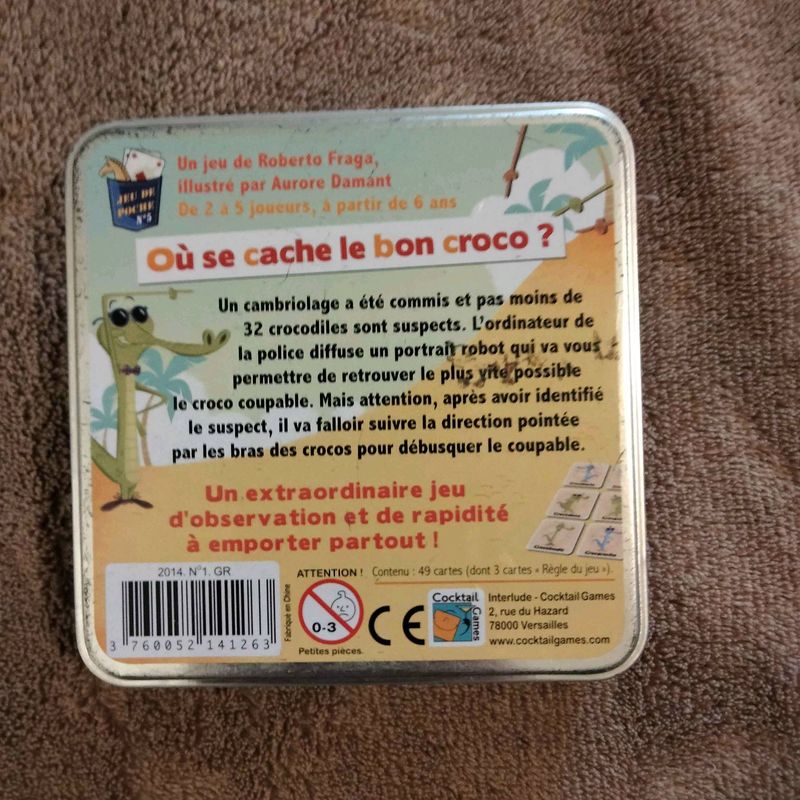 JEU DE
POCHE
N°5
Un jeu de Roberto Fraga,
illustré par Aurore Damant
De 2 à 5 joueurs, à partir de 6 ans
Où se cache le bon croco ?
Un cambriolage a été commis et pas moins de
32 crocodiles sont suspects. L'ordinateur de
la police diffuse un portrait robot qui va vous
permettre de retrouver le plus vite possible
le croco coupable. Mais attention, après avoir identifié
le suspect, il va falloir suivre la direction pointée
par les bras des crocos pour débusquer le coupable.
Un extraordinaire jeu
d'observation et de rapidité
à emporter partout !
2014. N°1. GR
3 760052 141263
Fabriqué en Chine
ATTENTION !
0-3
Petites pièces.
Contenu : 49 cartes (dont 3 cartes « Règle du jeu »).
CE
Cocktail
Games
Interlude - Cocktail Games
2, rue du Hazard
78000 Versailles
www.cocktailgames.com